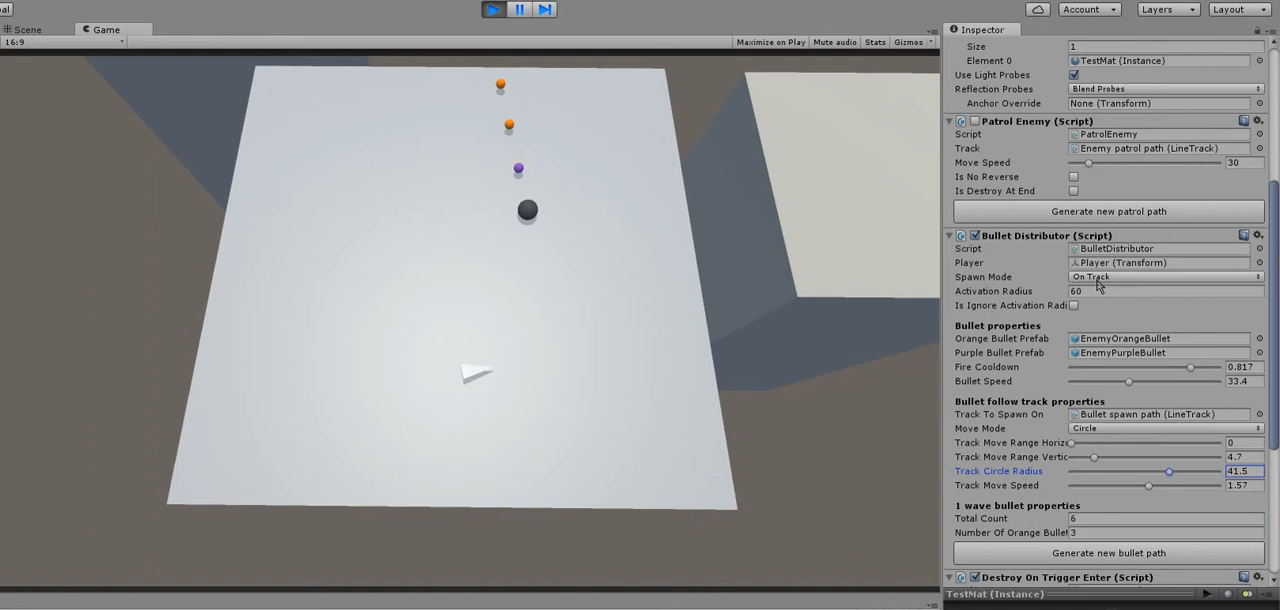 bal
Account
Layers
Layout
Scene
Game
Inspector
16:9
Maximize on Play
Mute audio
Stats
Gizmos
Size
1
Element 0
TestMat (Instance)
Use Light Probes
Reflection Probes
Blend Probes
Anchor Override
None (Transform)
Patrol Enemy (Script)
Script
PatrolEnemy
Track
Enemy patrol path (LineTrack)
Move Speed
30
Is No Reverse
Is Destroy At End
Generate new patrol path
Bullet Distributor (Script)
Script
BulletDistributor
Player
Player (Transform)
Spawn Mode
On Track
Activation Radius
60
Is Ignore Activation Radi
Bullet properties
Orange Bullet Prefab
EnemyOrangeBullet
Purple Bullet Prefab
EnemyPurpleBullet
Fire Cooldown
0.817
Bullet Speed
33.4
Bullet follow track properties
Track To Spawn On
Bullet spawn path (LineTrack)
Move Mode
Circle
Track Move Range Horiz
0
Track Move Range Vertic
4.7
Track Circle Radius
41.5
Track Move Speed
1.57
1 wave bullet properties
Total Count
6
Number Of Orange Bullet
3
Generate new bullet path
Destroy On Trigger Enter (Script)
TestMat (Instance)